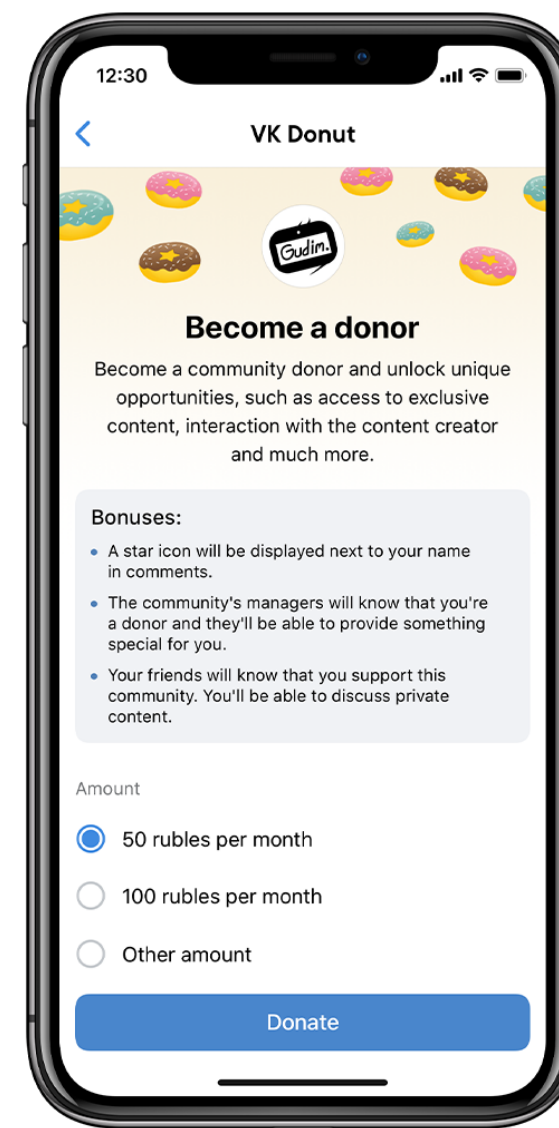 12:30
VK Donut
Gudim.
Become a donor
Become a community donor and unlock unique
opportunities, such as access to exclusive
content, interaction with the content creator
and much more.
Bonuses:
A star icon will be displayed next to your name
in comments.
The community's managers will know that you're
a donor and they'll be able to provide something
special for you.
Your friends will know that you support this
community. You'll be able to discuss private
content.
Amount
50 rubles per month
100 rubles per month
Other amount
Donate